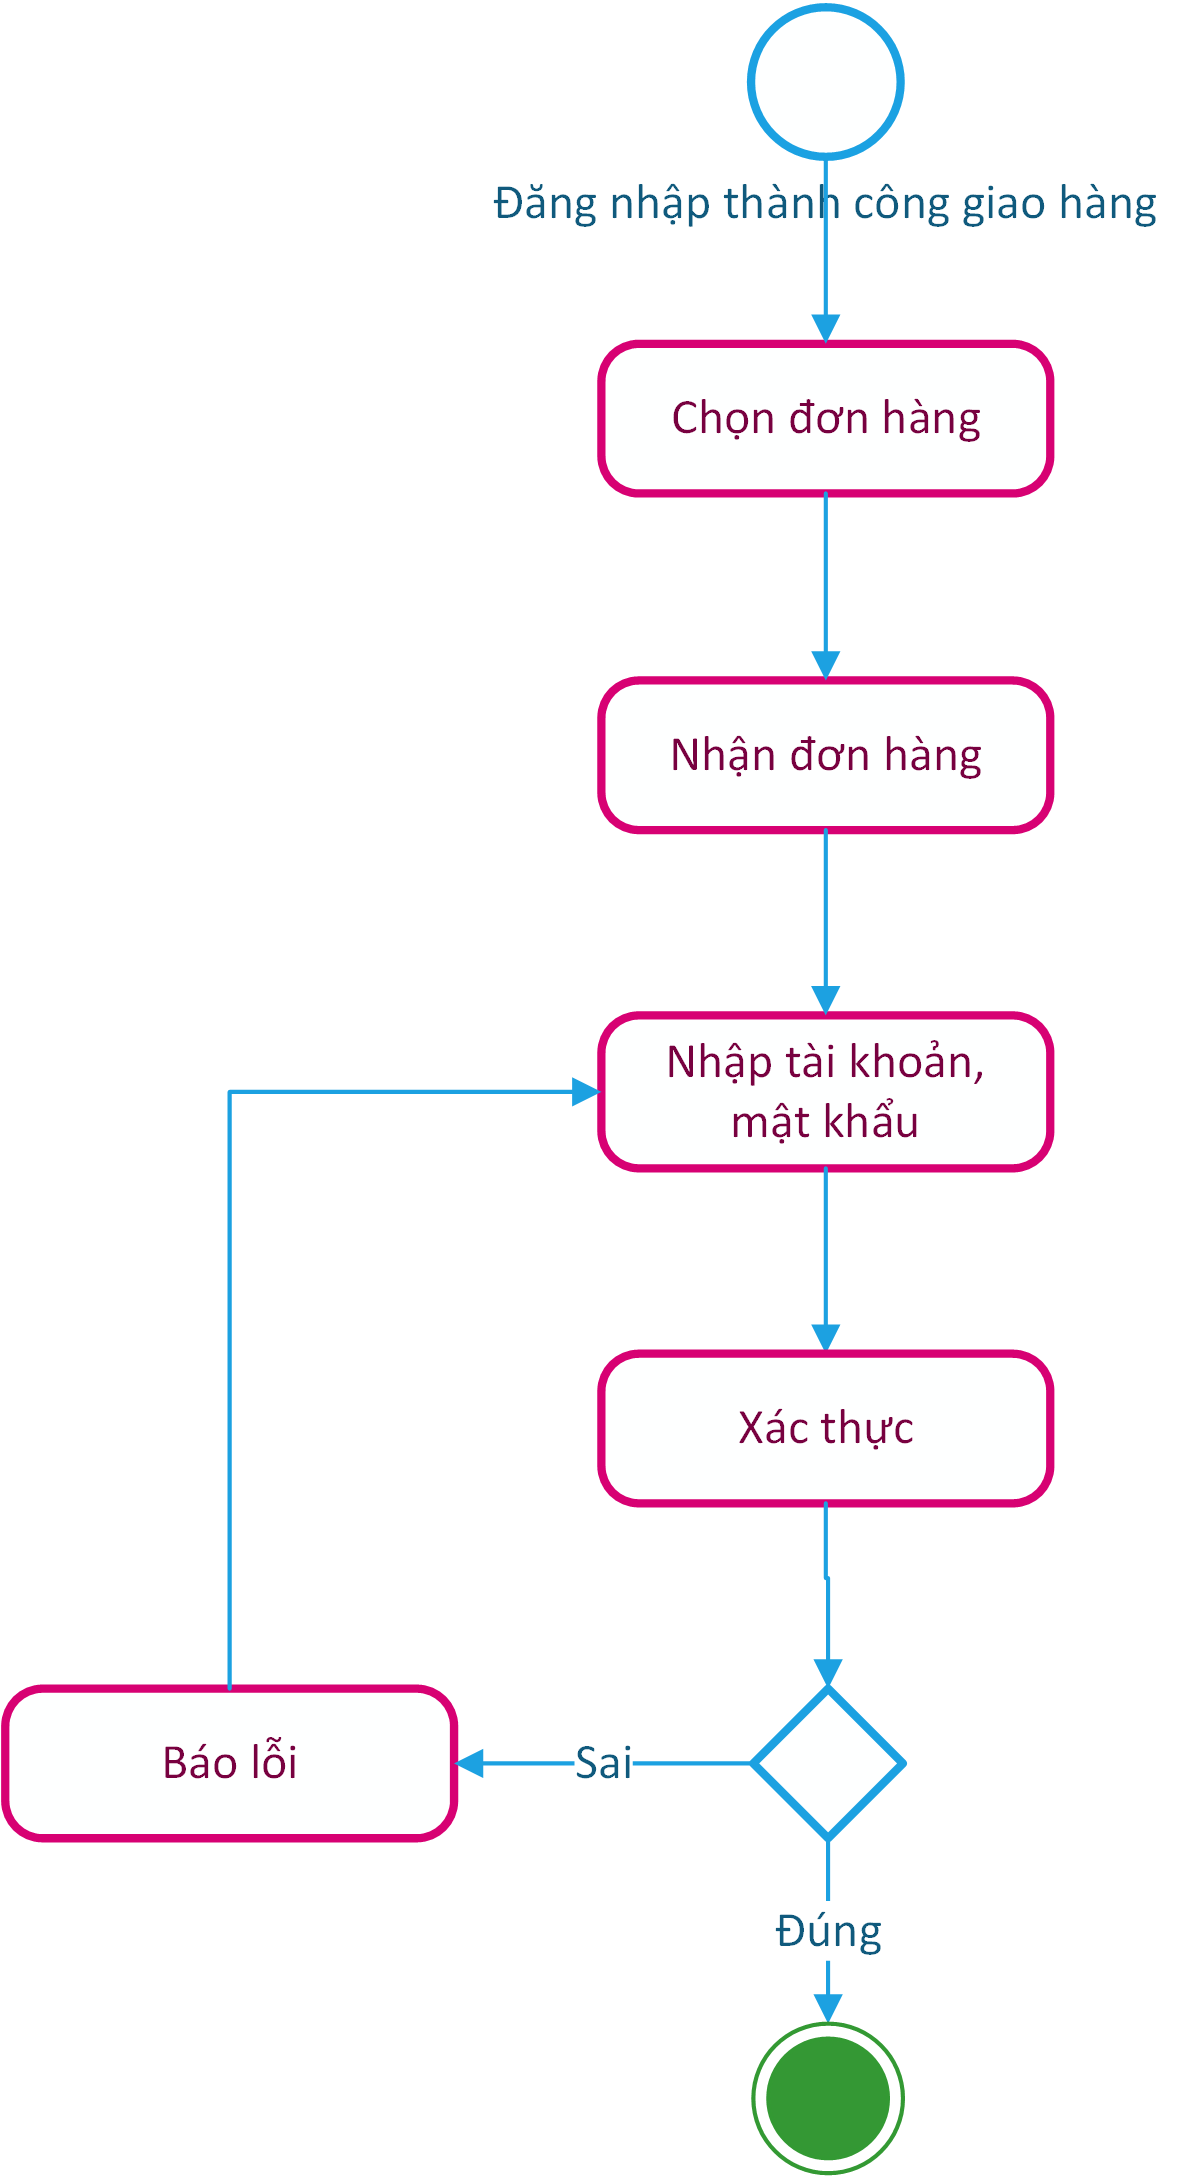 Đăng nhập thành công giao hàng
Chọn đơn hàng
Nhận đơn hàng
Nhập tài khoản,
mật khẩu
Xác thực
Báo lỗi
Sai
Đúng